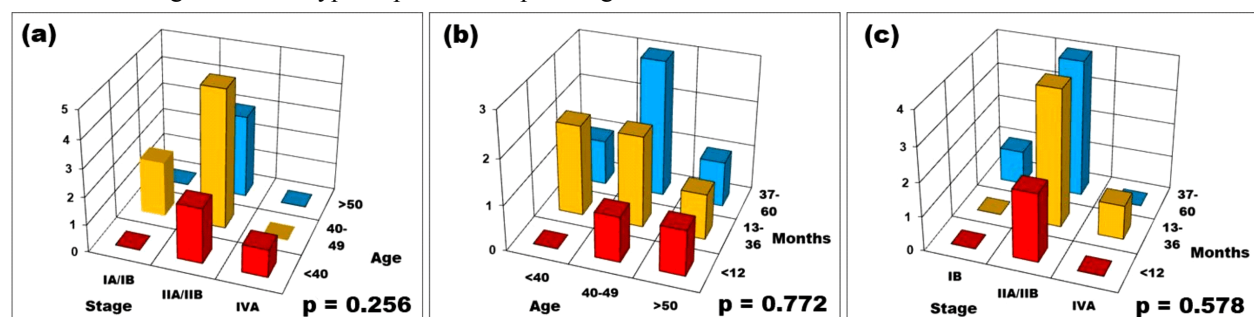 (a)
5
4
3
2
1
0
IA/IB
IIA/IIB
IVA
Stage
>50
40-
49
<40
Age
p = 0.256
(b)
3
2
1
0
<40
40-49
>50
Age
37-
60
13-
36
<12
Months
p = 0.772
(c)
4
3
2
1
0
IB
IIA/IIB
IVA
Stage
37-
60
13-
36
<12
Months
p = 0.578